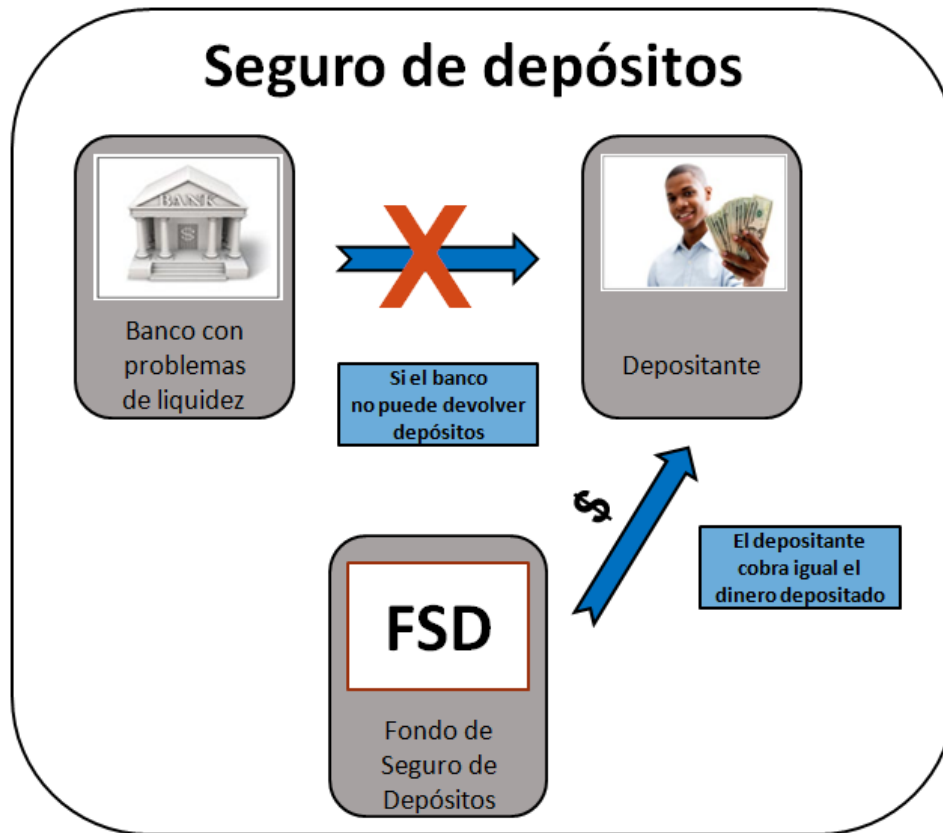 Seguro de depósitos
BANK
$
Banco con
problemas
de liquidez
Si el banco
no puede devolver
depósitos
Depositante
$
El depositante
cobra igual el
dinero depositado
FSD
Fondo de
Seguro de
Depósitos